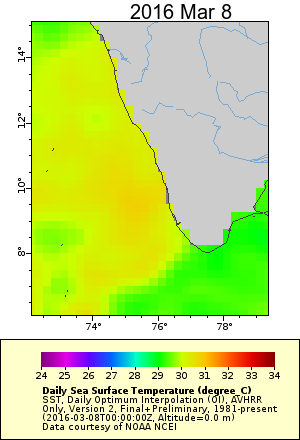 2016 Mar 8
14°
12°
10°
8°
74° 76° 78°
24 25 26 27 28 29 30 31 32 33 34
Daily Sea Surface Temperature (degree_C)
SST, Daily Optimum Interpolation (OI), AVHRR
Only, Version 2, Final+Preliminary, 1981-present
(2016-03-08T00:00:00Z, Altitude=0.0 m)
Data courtesy of NOAA NCEI